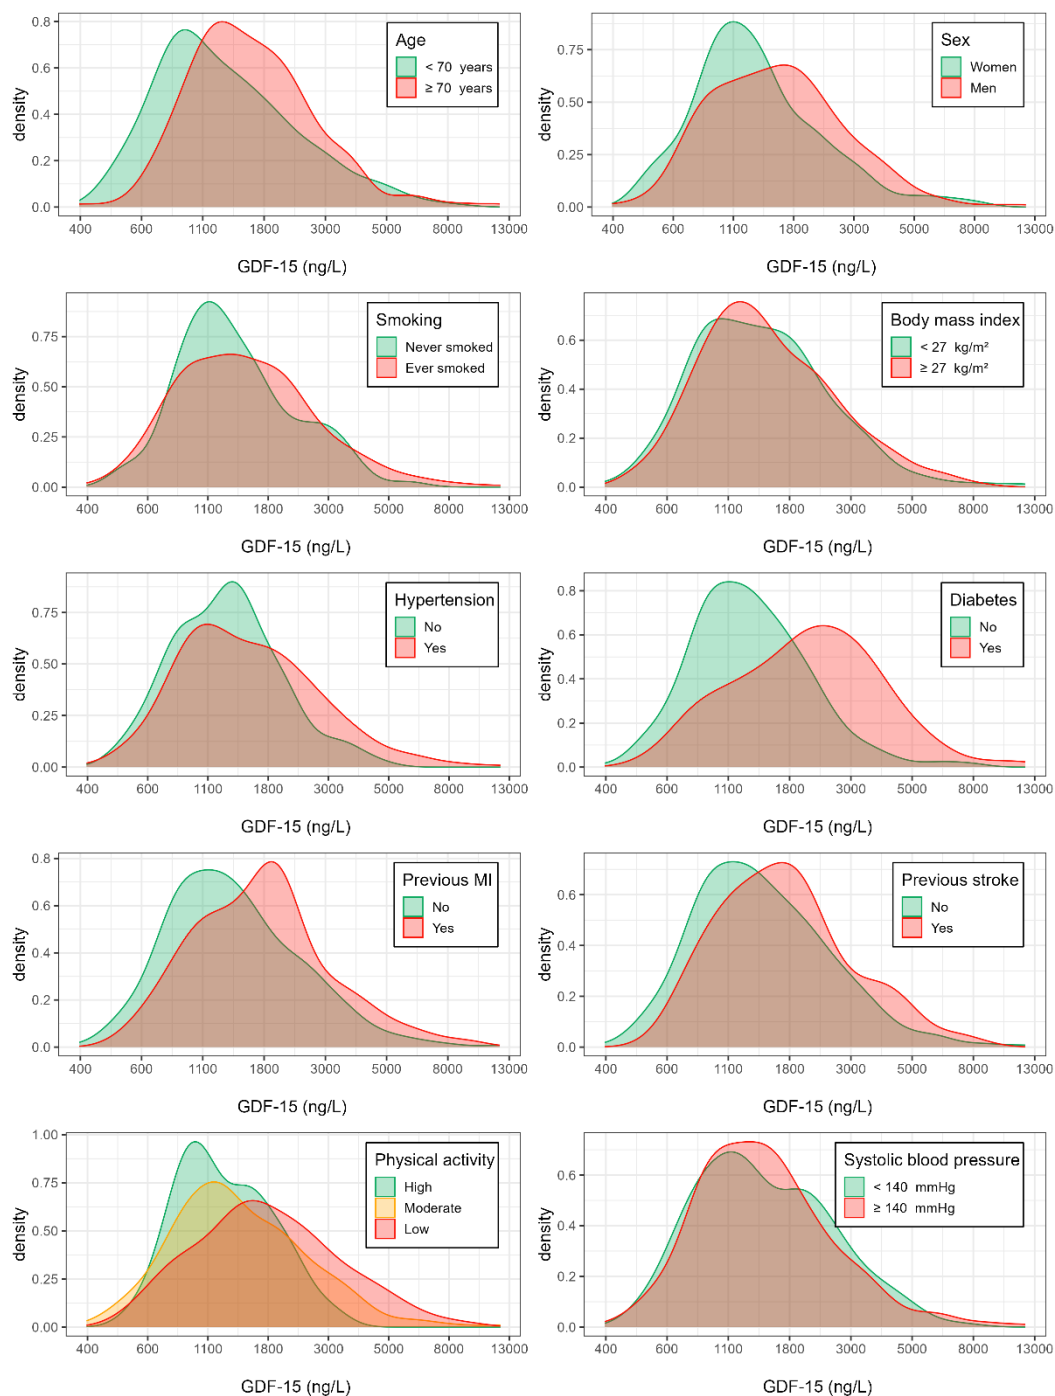 Age
< 70 years
≥ 70 years
density
0.8
0.6
0.4
0.2
0.0
400 600 1100 1800 3000 5000 8000 13000
GDF-15 (ng/L)
Sex
Women
Men
density
0.75
0.50
0.25
0.00
400 600 1100 1800 3000 5000 8000 13000
GDF-15 (ng/L)
Smoking
Never smoked
Ever smoked
density
0.75
0.50
0.25
0.00
400 600 1100 1800 3000 5000 8000 13000
GDF-15 (ng/L)
Body mass index
< 27 kg/m²
≥ 27 kg/m²
density
0.6
0.4
0.2
0.0
400 600 1100 1800 3000 5000 8000 13000
GDF-15 (ng/L)
Hypertension
No
Yes
density
0.75
0.50
0.25
0.00
400 600 1100 1800 3000 5000 8000 13000
GDF-15 (ng/L)
Diabetes
No
Yes
density
0.8
0.6
0.4
0.2
0.0
400 600 1100 1800 3000 5000 8000 13000
GDF-15 (ng/L)
Previous MI
No
Yes
density
0.8
0.6
0.4
0.2
0.0
400 600 1100 1800 3000 5000 8000 13000
GDF-15 (ng/L)
Previous stroke
No
Yes
density
0.6
0.4
0.2
0.0
400 600 1100 1800 3000 5000 8000 13000
GDF-15 (ng/L)
Physical activity
High
Moderate
Low
density
1.00
0.75
0.50
0.25
0.00
400 600 1100 1800 3000 5000 8000 13000
GDF-15 (ng/L)
Systolic blood pressure
< 140 mmHg
≥ 140 mmHg
density
0.6
0.4
0.2
0.0
400 600 1100 1800 3000 5000 8000 13000
GDF-15 (ng/L)